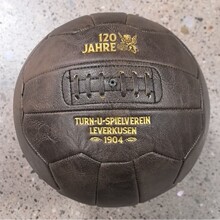 120
JAHRE
TURN-U-SPIELVEREIN
LEVERKUSEN
1904